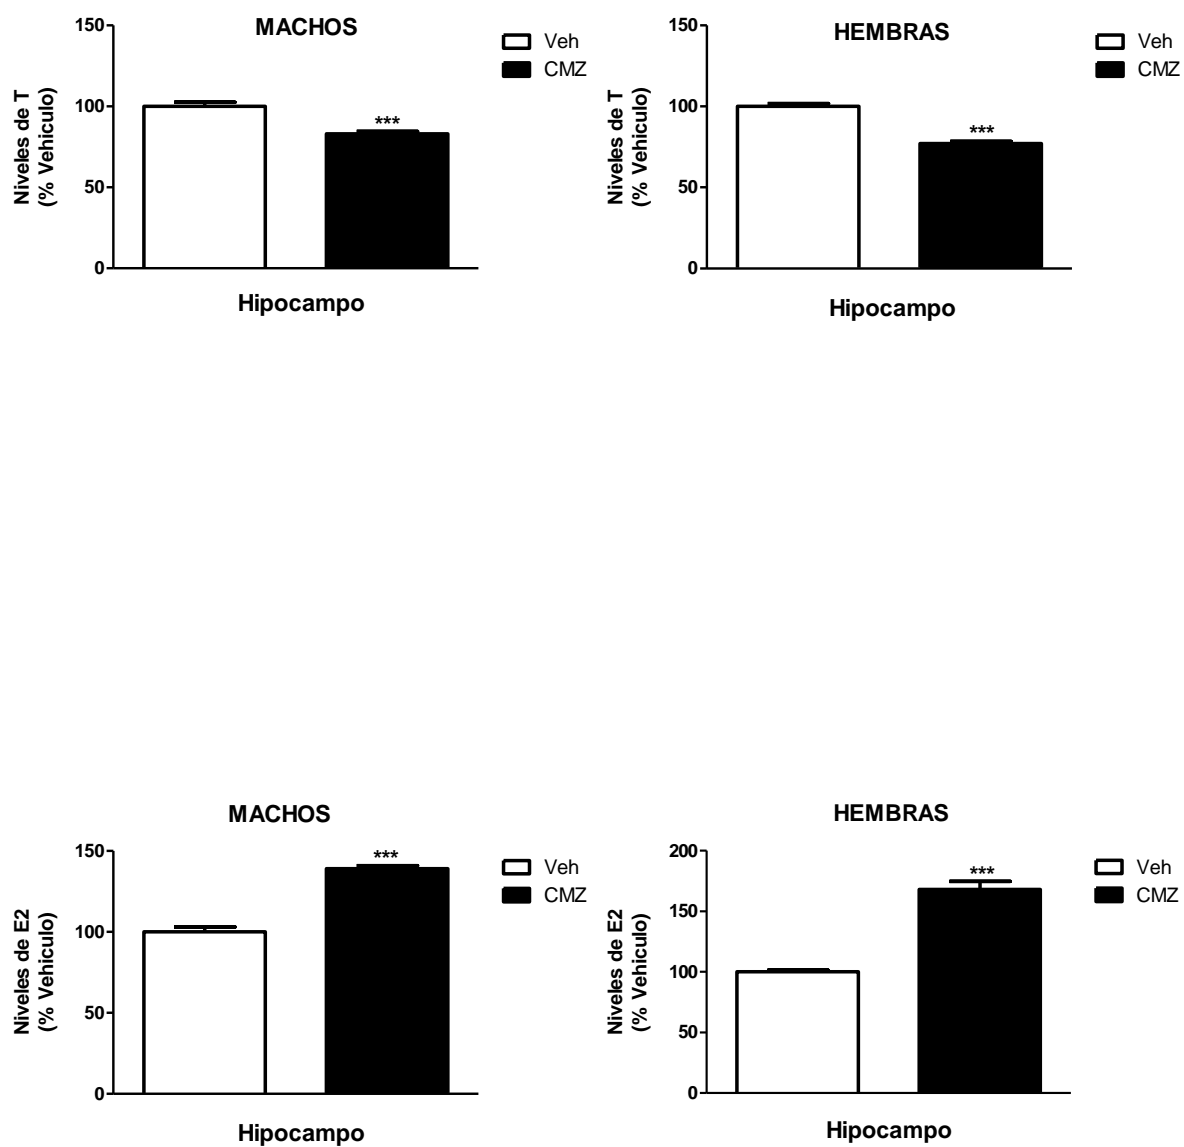 MACHOS
150
100
50
0
Niveles de T
(% Vehiculo)
***
Veh
CMZ
Hipocampo
HEMBRAS
150
100
50
0
Niveles de T
(% Vehiculo)
***
Veh
CMZ
Hipocampo
MACHOS
150
100
50
0
Niveles de E2
(% Vehiculo)
***
Veh
CMZ
Hipocampo
HEMBRAS
200
150
100
50
0
Niveles de E2
(% Vehiculo)
***
Veh
CMZ
Hipocampo